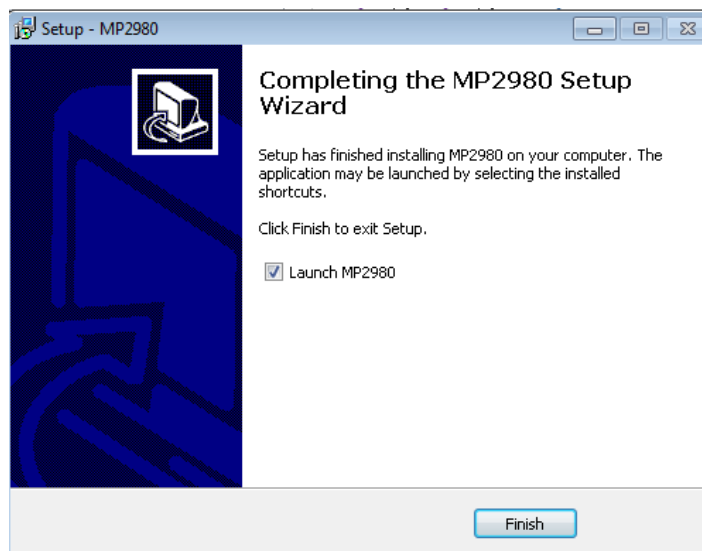 Setup - MP2980
Completing the MP2980 Setup
Wizard
Setup has finished installing MP2980 on your computer. The
application may be launched by selecting the installed
shortcuts.
Click Finish to exit Setup.
Launch MP2980
Finish